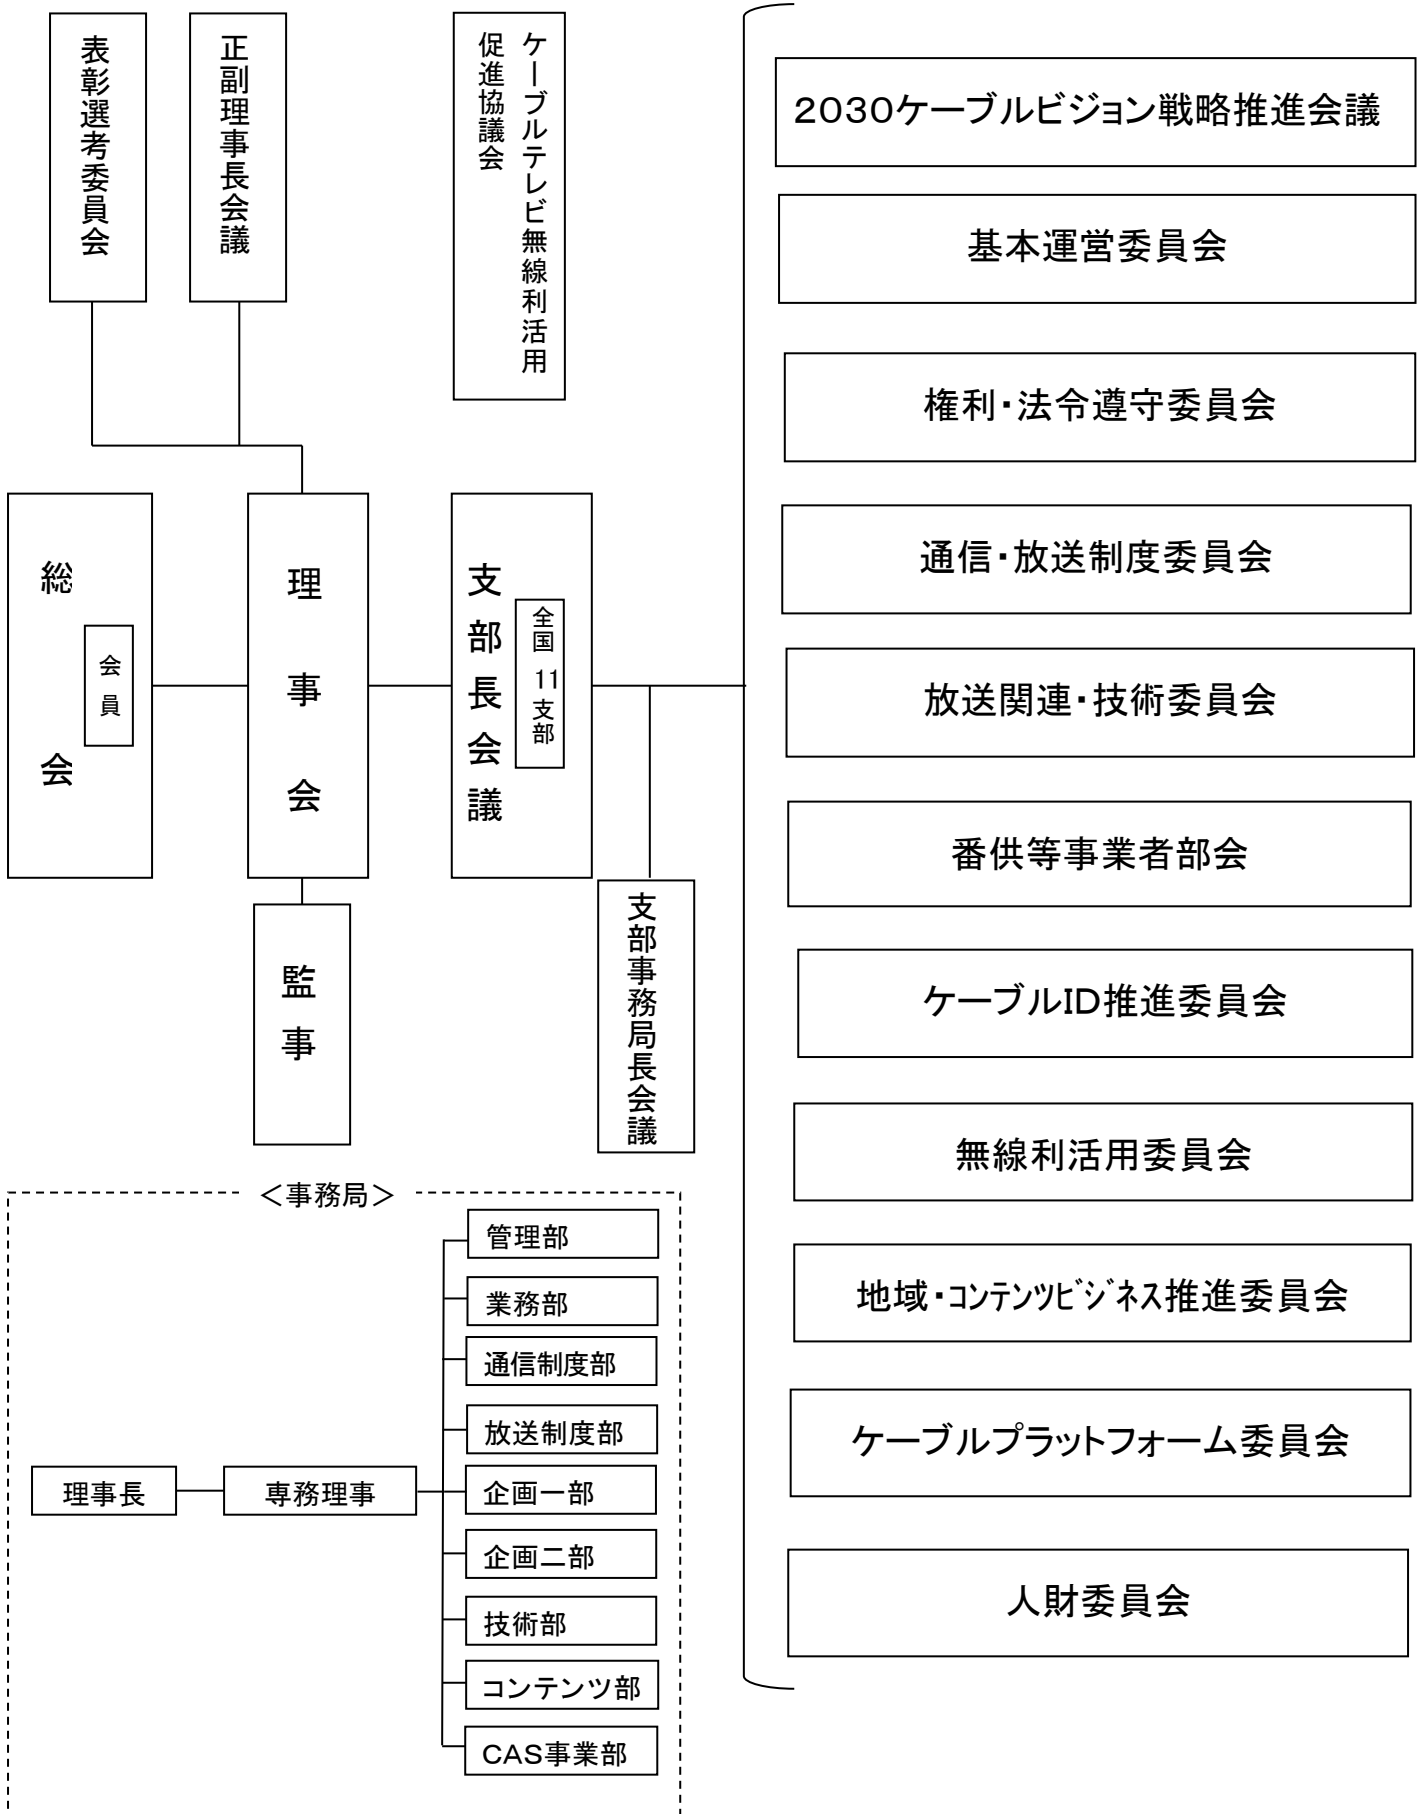 表彰選考委員会
正副理事長会議
ケーブルテレビ無線利活用
促進協議会
総会
会員
理事会
支部長会議
全国11支部
監事
支部事務局長会議
2030ケーブルビジョン戦略推進会議
基本運営委員会
権利・法令遵守委員会
通信・放送制度委員会
放送関連・技術委員会
番供等事業者部会
ケーブルID推進委員会
無線利活用委員会
地域・コンテンツビジネス推進委員会
ケーブルプラットフォーム委員会
人財委員会
＜事務局＞
理事長
専務理事
管理部
業務部
通信制度部
放送制度部
企画一部
企画二部
技術部
コンテンツ部
CAS事業部